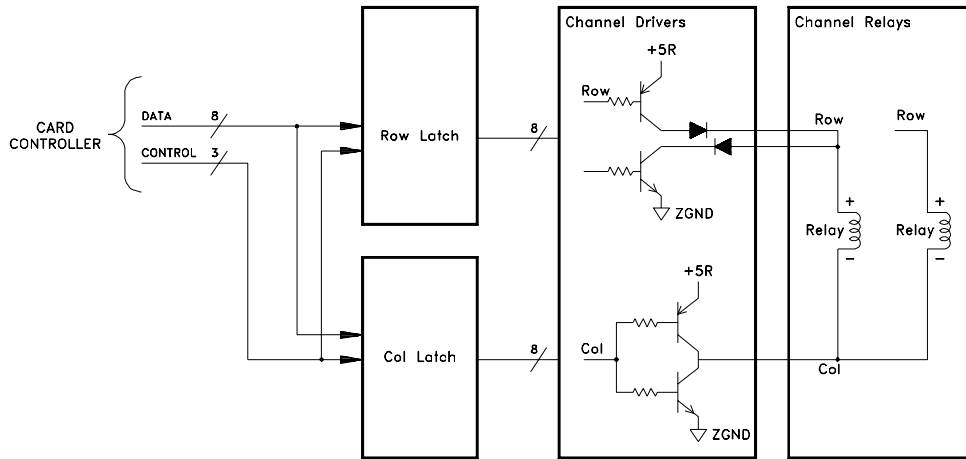 CARD
CONTROLLER
DATA
8
CONTROL
3
Row Latch
8
Col Latch
8
Channel Drivers
+5R
Row
ZGND
+5R
Col
ZGND
Channel Relays
Row
Row
+
+
Relay
Relay
-
-
Col